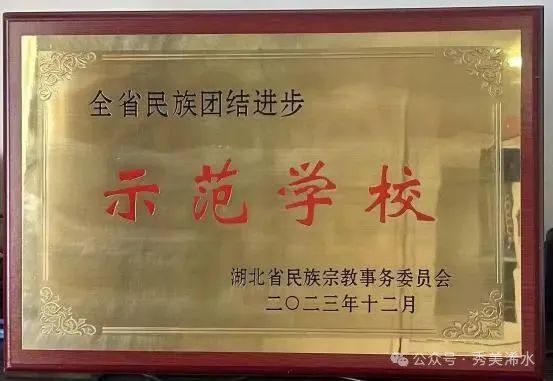 全省民族团结进步
示范学校
湖北省民族宗教事务委员会
二〇二三年十二月
公众号·秀美浠水